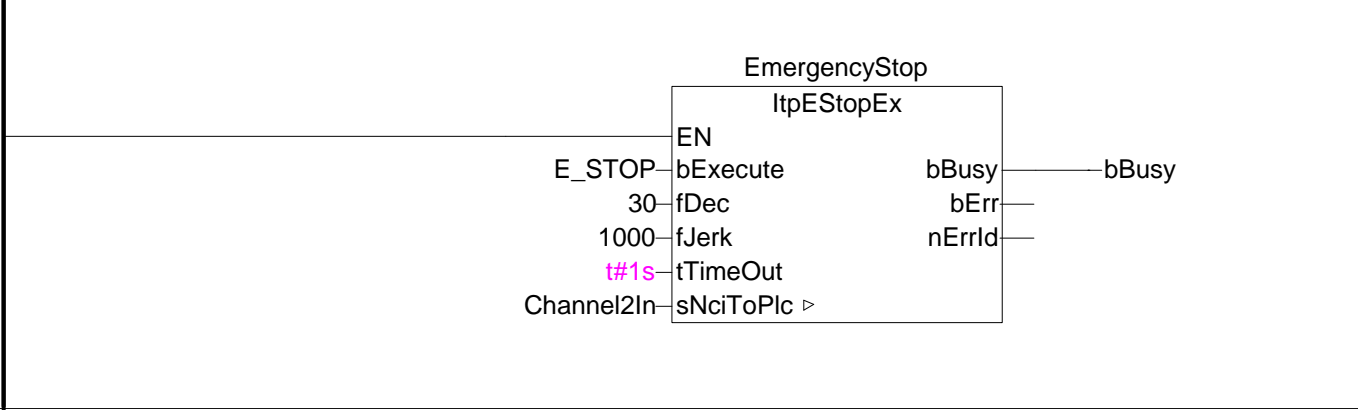 EmergencyStop
ItpEStopEx
EN
E_STOP bExecute bBusy bBusy
30 fDec bErr
1000 fJerk nErrId
t#1s tTimeOut
Channel2In sNciToPlc